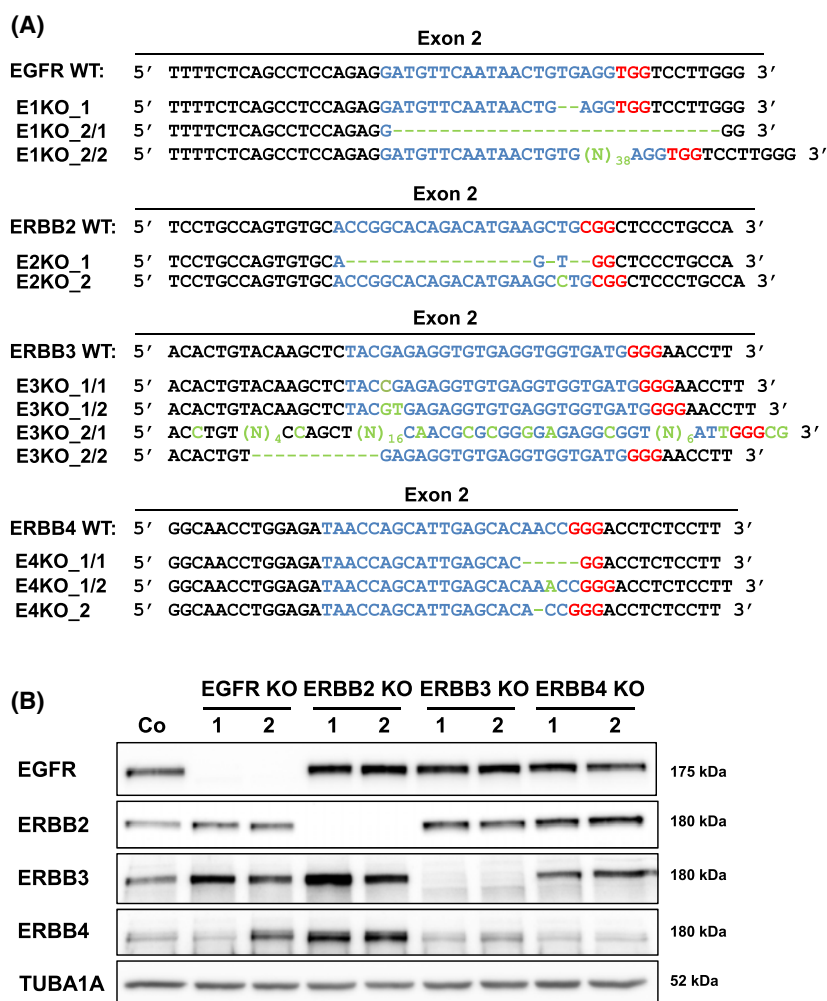 (A)
Exon 2
EGFR WT: 5' TTTTCTCAGCCTCCAGAGGATGTTCAATAACTGTGAGGTGGTCCTTGGG 3'
E1KO_1 5' TTTTCTCAGCCTCCAGAGGATGTTCAATAACTG--AGGTGGTCCTTGGG 3'
E1KO_2/1 5' TTTTCTCAGCCTCCAGAGG----------------------------GG 3'
E1KO_2/2 5' TTTTCTCAGCCTCCAGAGGATGTTCAATAACTGTG(N)38AGGTGGTCCTTGGG 3'
Exon 2
ERBB2 WT: 5' TCCTGCCAGTGTGCACCGGCACAGACATGAAGCTGCGGCTCCCTGCCA 3'
E2KO_1 5' TCCTGCCAGTGTGCA----------------G-T--GGCTCCCTGCCA 3'
E2KO_2 5' TCCTGCCAGTGTGCACCGGCACAGACATGAAGCCTGCGGCTCCCTGCCA 3'
Exon 2
ERBB3 WT: 5' ACACTGTACAAGCTCTACGAGAGGTGTGAGGTGGTGATGGGGAACCTT 3'
E3KO_1/1 5' ACACTGTACAAGCTCTACCGAGAGGTGTGAGGTGGTGATGGGGAACCTT 3'
E3KO_1/2 5' ACACTGTACAAGCTCTACGTGAGAGGTGTGAGGTGGTGATGGGGAACCTT 3'
E3KO_2/1 5' ACCTGT(N)4CCAGCT(N)16CAACGCGCGGGGAGAGGCGGT(N)6ATTGGGCG
E3KO_2/2 5' ACACTGT-----------GAGAGGTGTGAGGTGGTGATGGGGAACCTT 3'
Exon 2
ERBB4 WT: 5' GGCAACCTGGAGATAACCAGCATTGAGCACAACCGGGACCTCTCCTT 3'
E4KO_1/1 5' GGCAACCTGGAGATAACCAGCATTGAGCAC-----GGACCTCTCCTT 3'
E4KO_1/2 5' GGCAACCTGGAGATAACCAGCATTGAGCACAAACCGGGACCTCTCCTT 3'
E4KO_2 5' GGCAACCTGGAGATAACCAGCATTGAGCACA-CCGGGACCTCTCCTT 3'
(B)
EGFR KO ERBB2 KO ERBB3 KO ERBB4 KO
Co 1 2 1 2 1 2 1 2
EGFR 175 kDa
ERBB2 180 kDa
ERBB3 180 kDa
ERBB4 180 kDa
TUBA1A 52 kDa